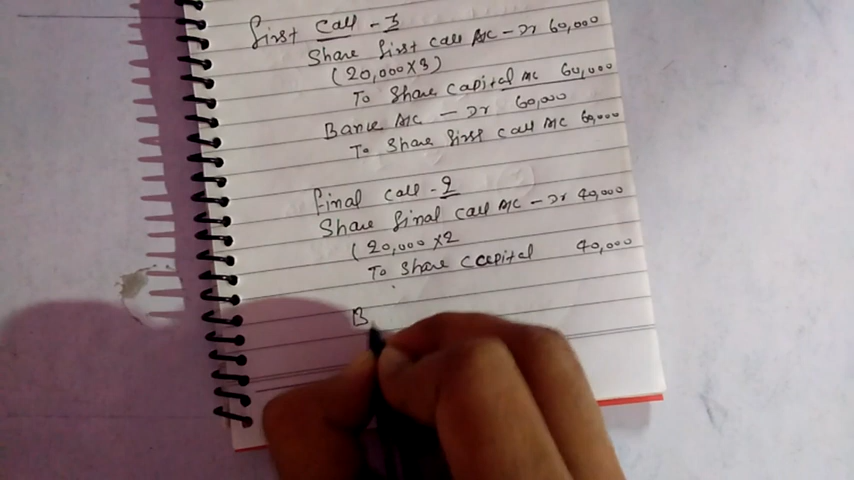 First Call - 3
Share first call A/C - Dr 60,000
(20,000 X 3)
To Share Capital A/C 60,000
Bank A/C - Dr 60,000
To Share first Call A/C 60,000
Final Call - 2
Share final Call A/C - Dr 40,000
(20,000 X 2
To Share Capital 40,000
B